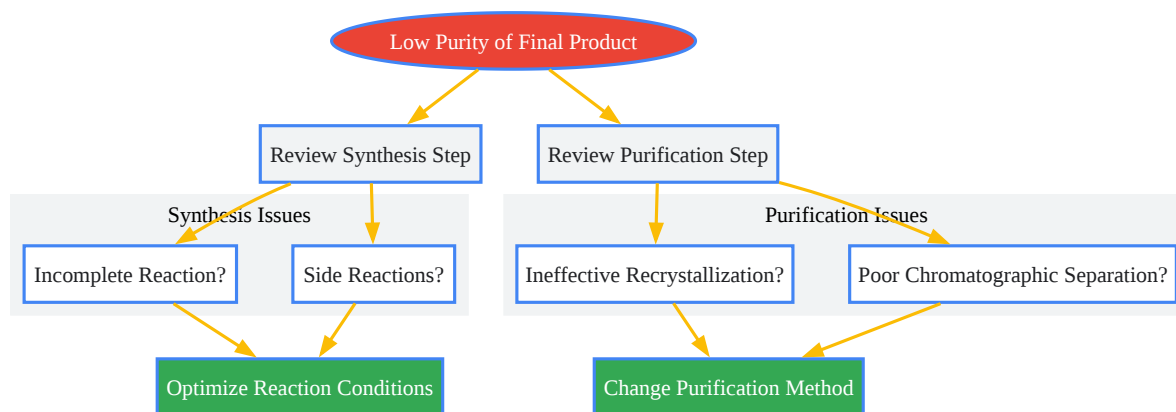 Low Purity of Final Product
Review Synthesis Step
Review Purification Step
Synthesis Issues
Purification Issues
Incomplete Reaction?
Side Reactions?
Ineffective Recrystallization?
Poor Chromatographic Separation?
Optimize Reaction Conditions
Change Purification Method